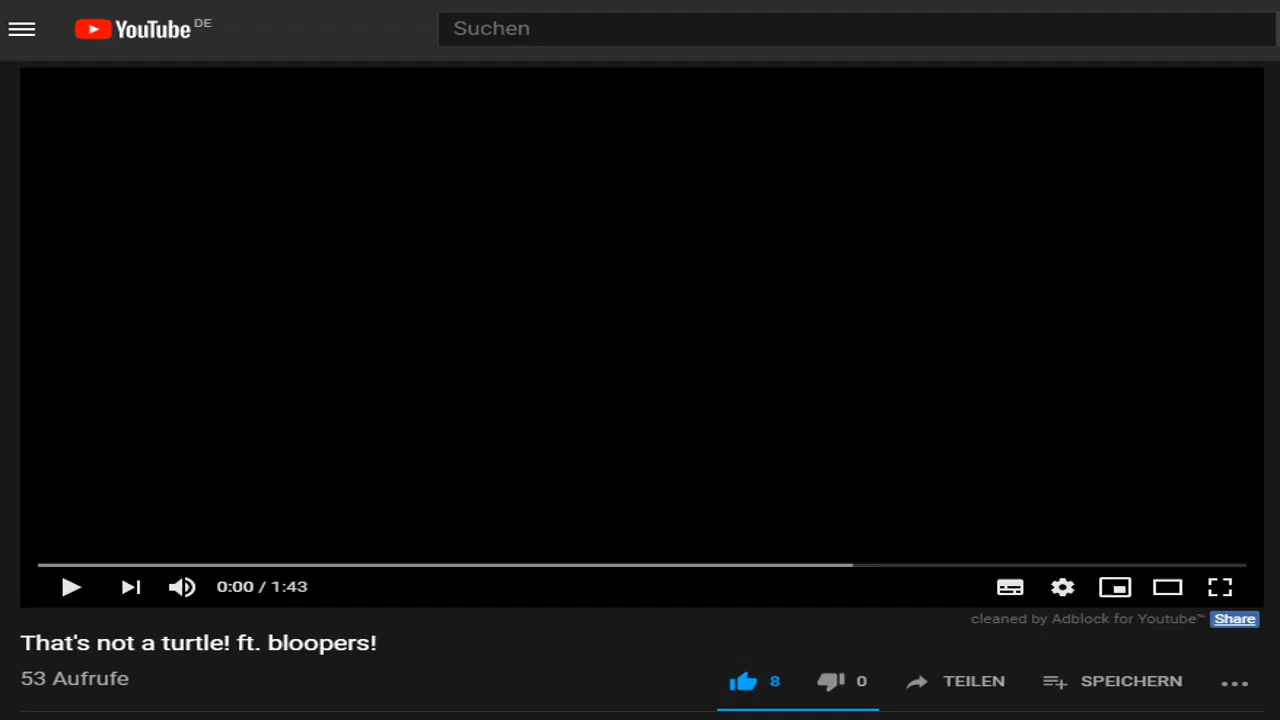 YouTube DE
Suchen
0:00 / 1:43
cleaned by Adblock for Youtube™ Share
That's not a turtle! ft. bloopers!
53 Aufrufe
8 0 TEILEN SPEICHERN